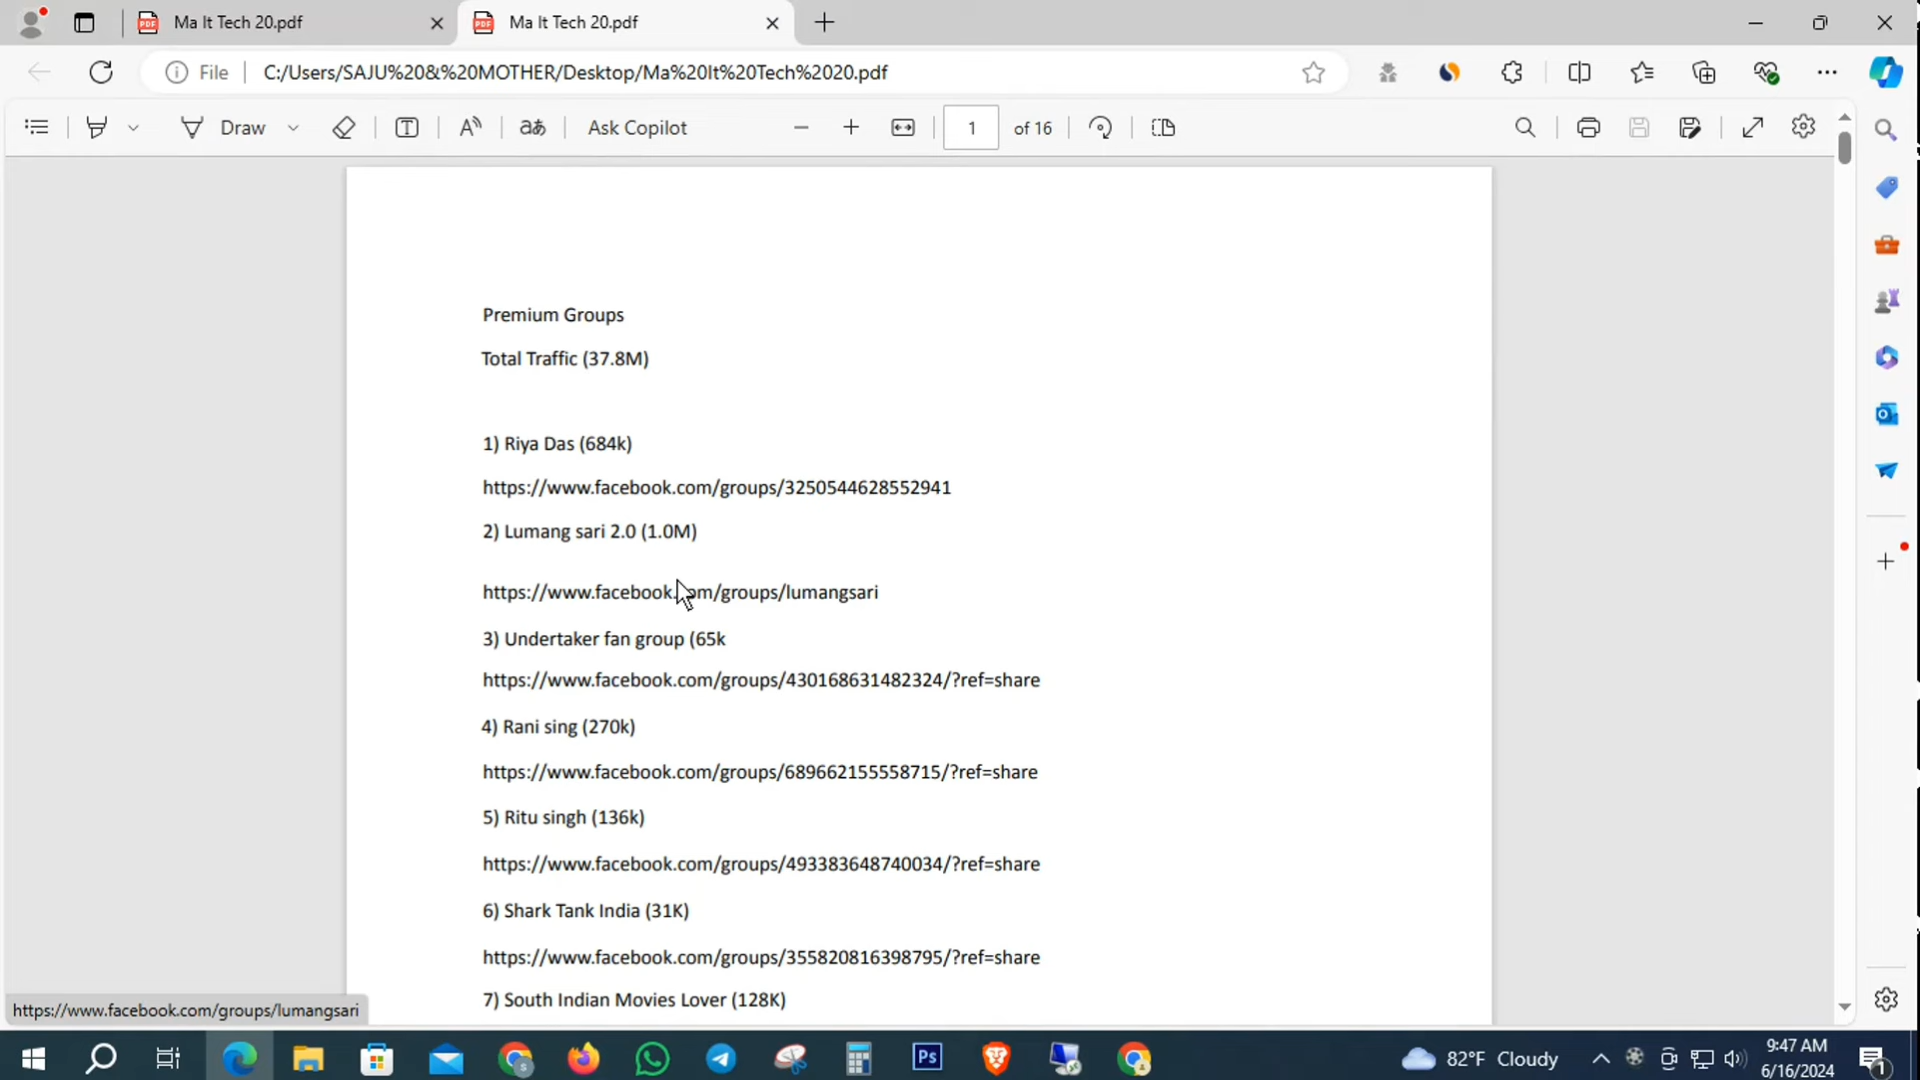 Ma It Tech 20.pdf
Ma It Tech 20.pdf
File
C:/Users/SAJU%20&%20MOTHER/Desktop/Ma%20It%20Tech%2020.pdf
Draw
Ask Copilot
1
of 16
Premium Groups
Total Traffic (37.8M)
1) Riya Das (684k)
https://www.facebook.com/groups/3250544628552941
2) Lumang sari 2.0 (1.0M)
https://www.facebook.com/groups/lumangsari
3) Undertaker fan group (65k
https://www.facebook.com/groups/430168631482324/?ref=share
4) Rani sing (270k)
https://www.facebook.com/groups/689662155558715/?ref=share
5) Ritu singh (136k)
https://www.facebook.com/groups/493383648740034/?ref=share
6) Shark Tank India (31K)
https://www.facebook.com/groups/355820816398795/?ref=share
7) South Indian Movies Lover (128K)
https://www.facebook.com/groups/lumangsari
Ps
82°F Cloudy
9:47 AM
6/16/2024
1